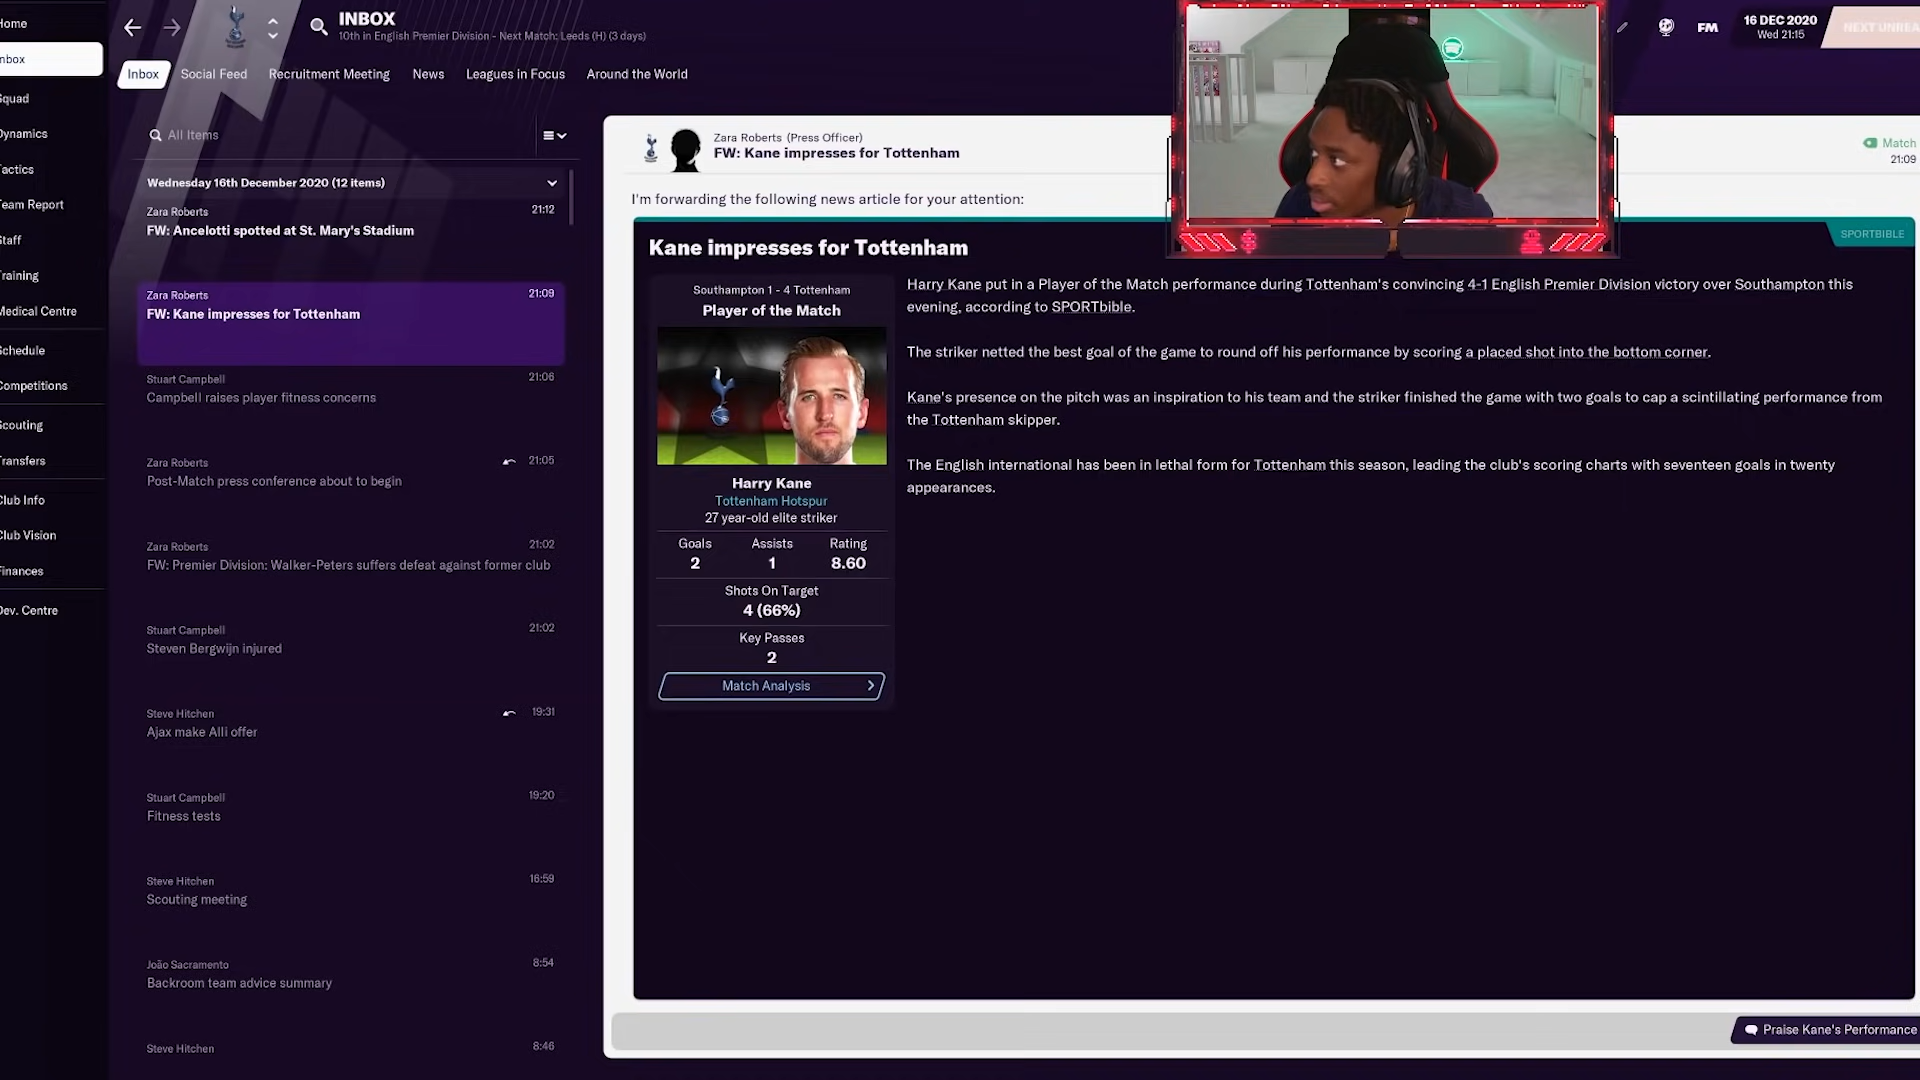 Home
INBOX
10th in English Premier Division - Next Match: Leeds (H) (3 days)
FM
16 DEC 2020
Wed 21:15
NEXT UNREA
nbox
Inbox
Social Feed
Recruitment Meeting
News
Leagues in Focus
Around the World
Squad
Dynamics
Tactics
Team Report
Staff
Training
Medical Centre
Schedule
Competitions
Scouting
Transfers
Club Info
Club Vision
Finances
Dev. Centre
All Items
Wednesday 16th December 2020 (12 items)
Zara Roberts
21:12
FW: Ancelotti spotted at St. Mary's Stadium
Zara Roberts
21:09
FW: Kane impresses for Tottenham
Stuart Campbell
21:06
Campbell raises player fitness concerns
Zara Roberts
21:05
Post-Match press conference about to begin
Zara Roberts
21:02
FW: Premier Division: Walker-Peters suffers defeat against former club
Stuart Campbell
21:02
Steven Bergwijn injured
Steve Hitchen
19:31
Ajax make Alli offer
Stuart Campbell
19:20
Fitness tests
Steve Hitchen
16:59
Scouting meeting
João Sacramento
8:54
Backroom team advice summary
Steve Hitchen
8:46
Zara Roberts (Press Officer)
FW: Kane impresses for Tottenham
Match
21:09
I'm forwarding the following news article for your attention:
SPORTBIBLE
Kane impresses for Tottenham
Southampton 1 - 4 Tottenham
Player of the Match
Harry Kane
Tottenham Hotspur
27 year-old elite striker
Goals Assists Rating
2 1 8.60
Shots On Target
4 (66%)
Key Passes
2
Match Analysis
Harry Kane put in a Player of the Match performance during Tottenham's convincing 4-1 English Premier Division victory over Southampton this
evening, according to SPORTbible.
The striker netted the best goal of the game to round off his performance by scoring a placed shot into the bottom corner.
Kane's presence on the pitch was an inspiration to his team and the striker finished the game with two goals to cap a scintillating performance from
the Tottenham skipper.
The English international has been in lethal form for Tottenham this season, leading the club's scoring charts with seventeen goals in twenty
appearances.
Praise Kane's Performance